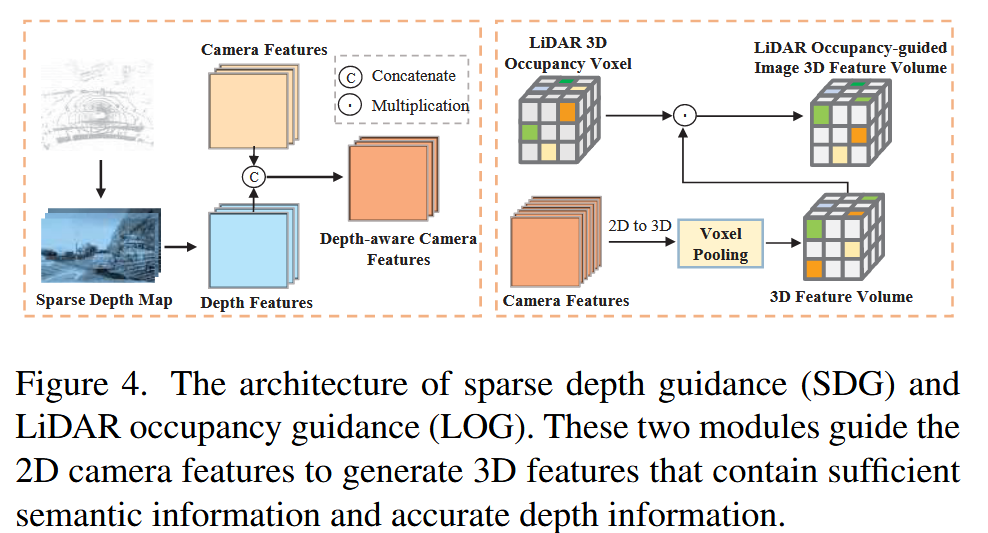 Camera Features
C Concatenate
· Multiplication
C
Depth-aware Camera
Features
Sparse Depth Map
Depth Features
LiDAR 3D
Occupancy Voxel
LiDAR Occupancy-guided
Image 3D Feature Volume
2D to 3D
Voxel
Pooling
Camera Features
3D Feature Volume
Figure 4. The architecture of sparse depth guidance (SDG) and
LiDAR occupancy guidance (LOG). These two modules guide the
2D camera features to generate 3D features that contain sufficient
semantic information and accurate depth information.